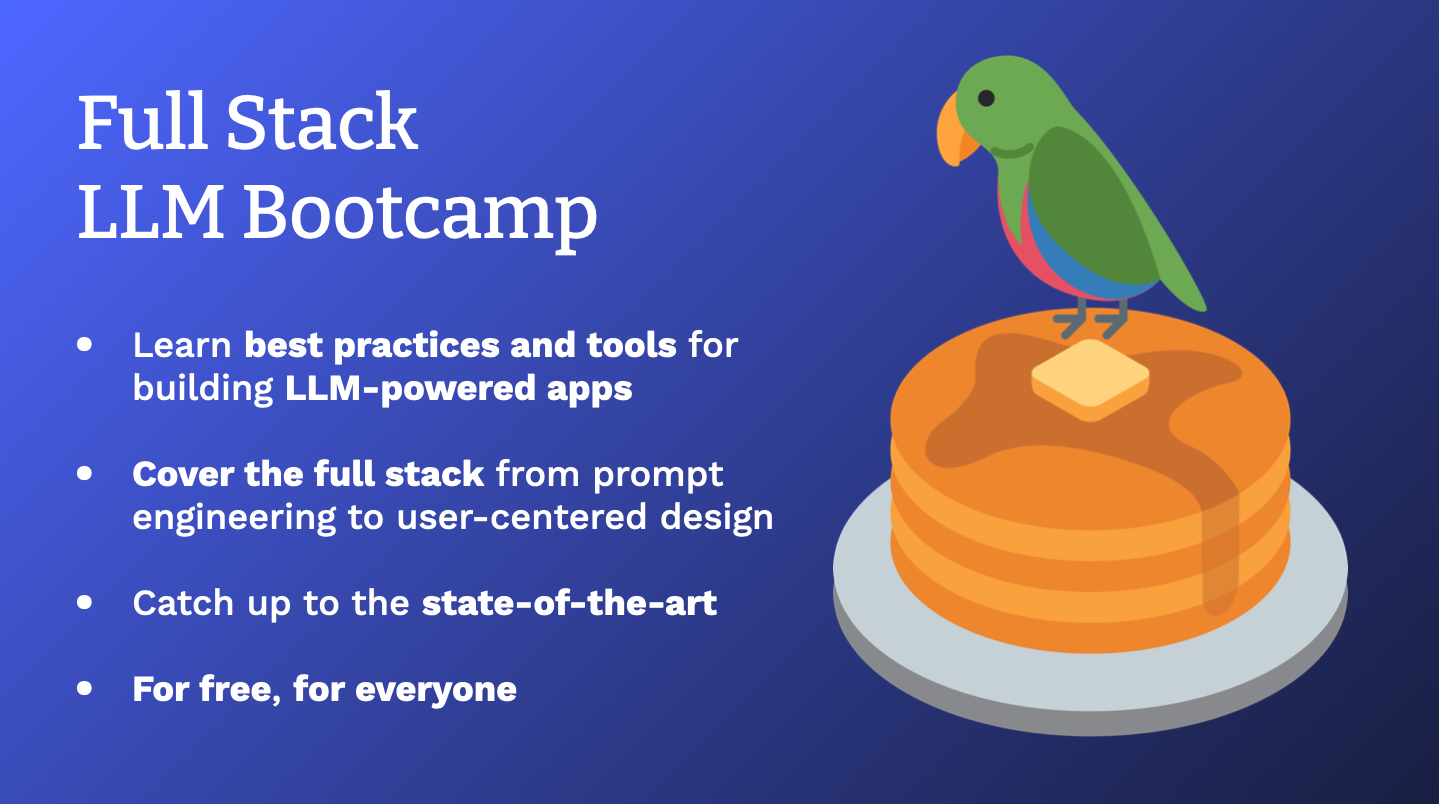 Full Stack
LLM Bootcamp
• Learn best practices and tools for
building LLM-powered apps
• Cover the full stack from prompt
engineering to user-centered design
• Catch up to the state-of-the-art
• For free, for everyone